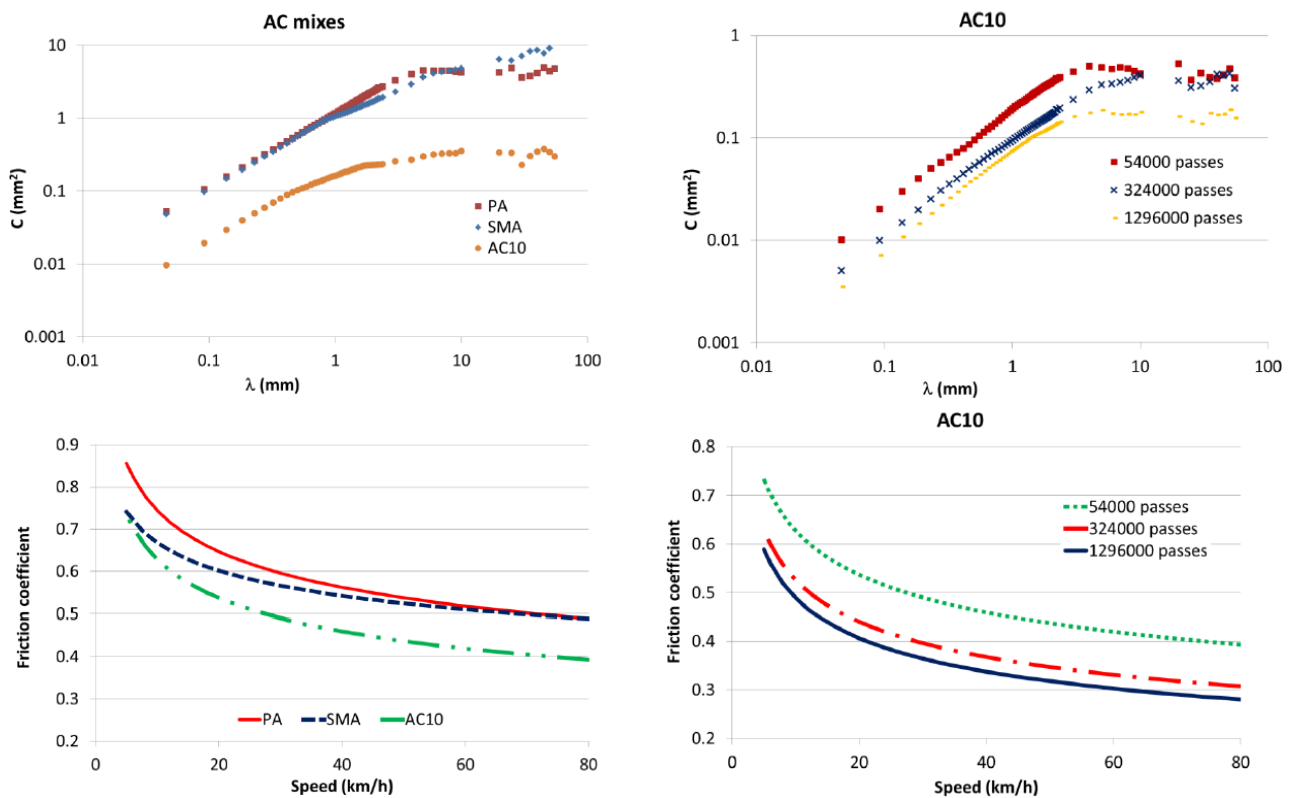 AC mixes
10
1
0.1
0.01
0.001
C (mm²)
PA
SMA
AC10
0.01 0.1 1 10 100
λ (mm)
AC10
1
0.1
0.01
0.001
C (mm²)
54000 passes
324000 passes
1296000 passes
0.01 0.1 1 10 100
λ (mm)
0.9
0.8
0.7
0.6
0.5
0.4
0.3
0.2
Friction coefficient
PA SMA AC10
0 20 40 60 80
Speed (km/h)
AC10
0.8
0.7
0.6
0.5
0.4
0.3
0.2
Friction coefficient
54000 passes
324000 passes
1296000 passes
0 20 40 60 80
Speed (km/h)